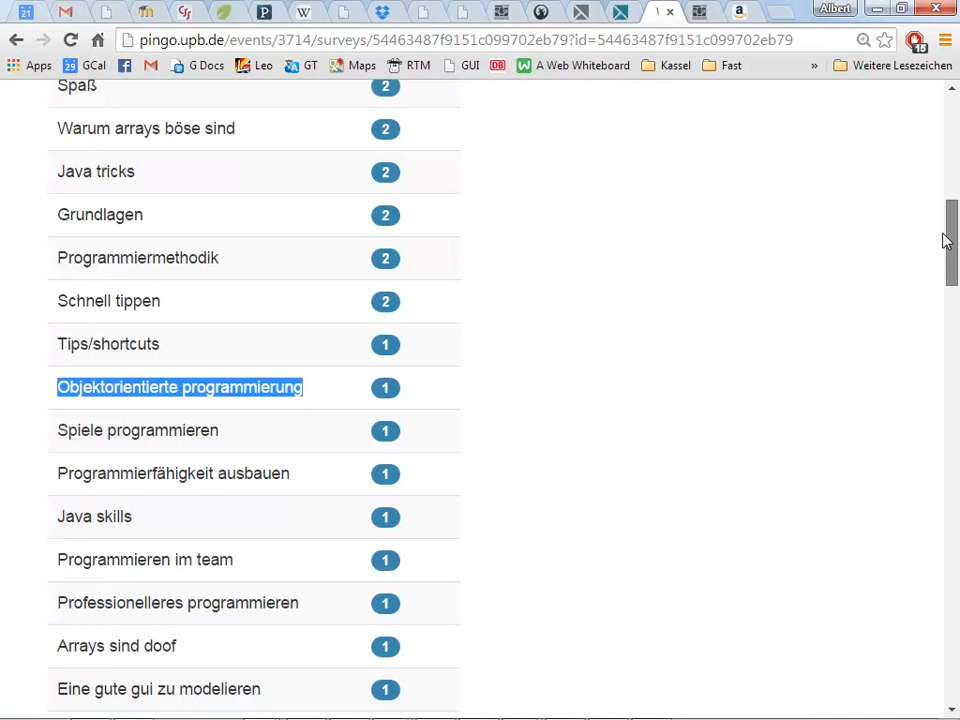 Albert
pingo.upb.de/events/3714/surveys/54463487f9151c099702eb79?id=54463487f9151c099702eb79
15
Apps 29 GCal M G Docs Leo GT Maps RTM GUI DB W A Web Whiteboard Kassel Fast » Weitere Lesezeichen
Spaß 2
Warum arrays böse sind 2
Java tricks 2
Grundlagen 2
Programmiermethodik 2
Schnell tippen 2
Tips/shortcuts 1
Objektorientierte programmierung 1
Spiele programmieren 1
Programmierfähigkeit ausbauen 1
Java skills 1
Programmieren im team 1
Professionelleres programmieren 1
Arrays sind doof 1
Eine gute gui zu modelieren 1